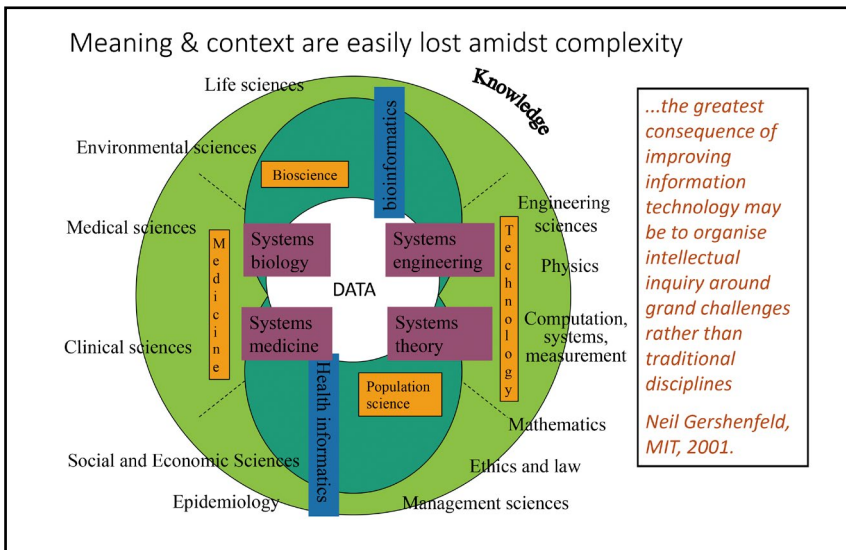 Meaning & context are easily lost amidst complexity
Life sciences
Knowledge
Environmental sciences
Bioscience
bioinformatics
Medical sciences
Engineering
sciences
Medicine
Systems
biology
Systems
engineering
Technology
Physics
DATA
Systems
medicine
Systems
theory
Computation,
systems,
measurement
Clinical sciences
Health informatics
Population
science
Mathematics
Social and Economic Sciences
Ethics and law
Epidemiology
Management sciences
...the greatest
consequence of
improving
information
technology may
be to organise
intellectual
inquiry around
grand challenges
rather than
traditional
disciplines
Neil Gershenfeld,
MIT, 2001.